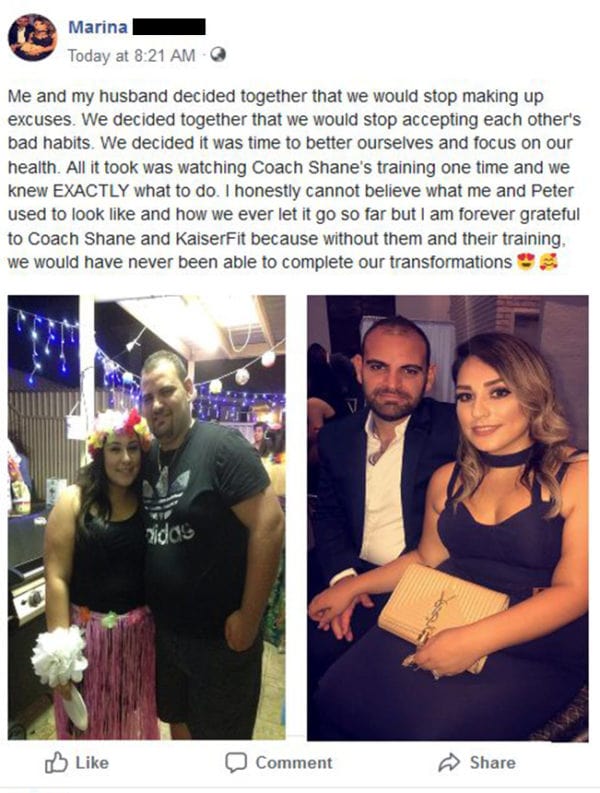 Marina
Today at 8:21 AM
Me and my husband decided together that we would stop making up
excuses. We decided together that we would stop accepting each other's
bad habits. We decided it was time to better ourselves and focus on our
health. All it took was watching Coach Shane's training one time and we
knew EXACTLY what to do. I honestly cannot believe what me and Peter
used to look like and how we ever let it go so far but I am forever grateful
to Coach Shane and KaiserFit because without them and their training,
we would have never been able to complete our transformations 😍🥰
adidas
Like
Comment
Share